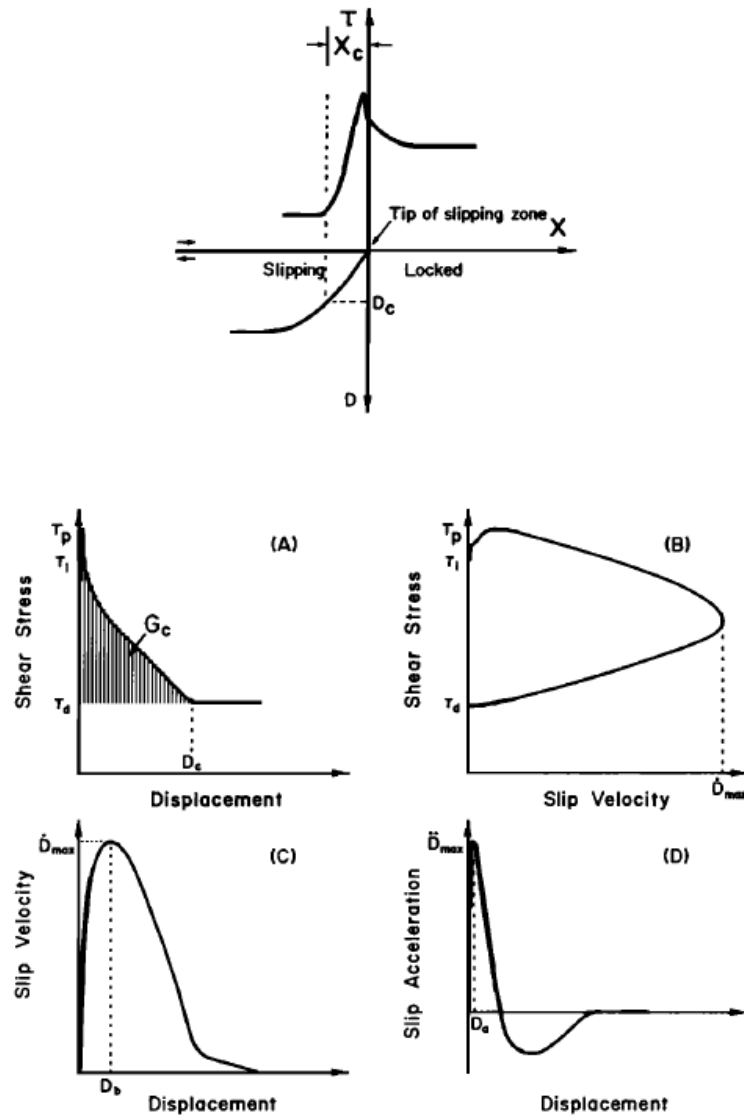 τ
Xc
Tip of slipping zone
X
Slipping
Locked
Dc
D
(A)
Tp
Ti
Gc
Td
Dc
Shear Stress
Displacement
(B)
Tp
Ti
Td
Ḋmax
Shear Stress
Slip Velocity
(C)
Ḋmax
Db
Slip Velocity
Displacement
(D)
D̈max
Da
Slip Acceleration
Displacement